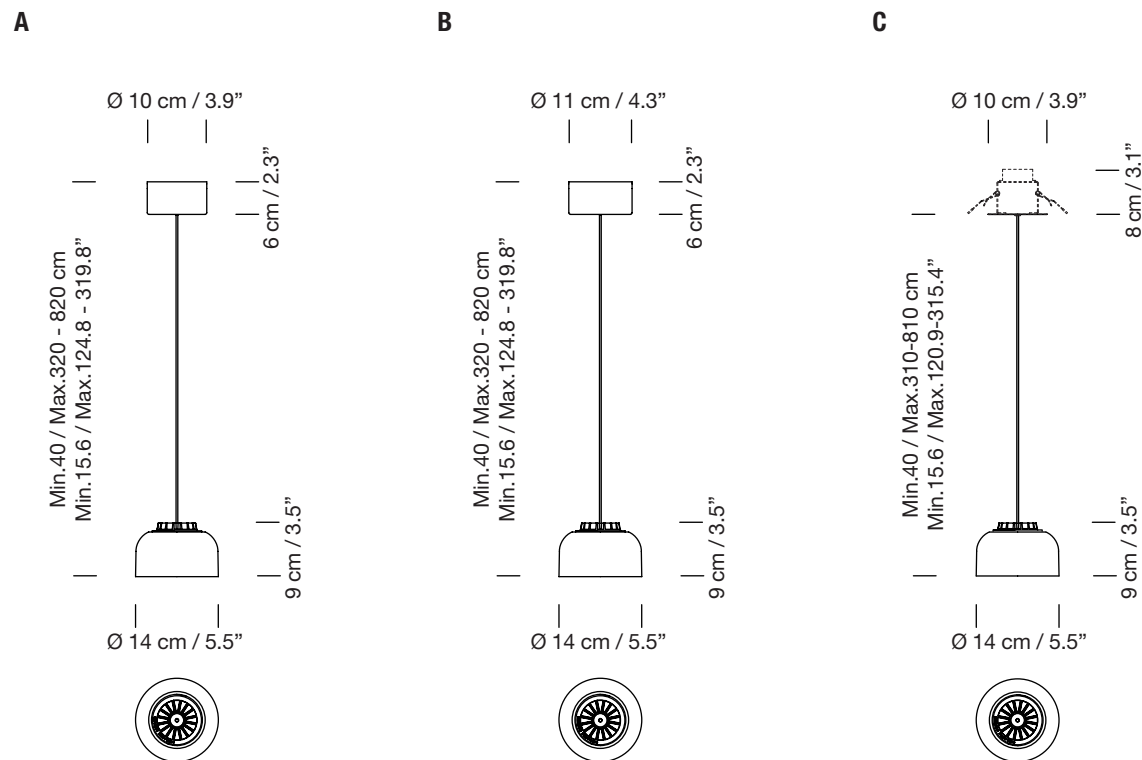 A
Ø 10 cm / 3.9”
6 cm / 2.3”
Min.40 / Max.320 - 820 cm
Min.15.6 / Max.124.8 - 319.8”
9 cm / 3.5”
Ø 14 cm / 5.5”
B
Ø 11 cm / 4.3”
6 cm / 2.3”
Min.40 / Max.320 - 820 cm
Min.15.6 / Max.124.8 - 319.8”
9 cm / 3.5”
Ø 14 cm / 5.5”
C
Ø 10 cm / 3.9”
8 cm / 3.1”
Min.40 / Max.310-810 cm
Min.15.6 / Max.120.9-315.4”
9 cm / 3.5”
Ø 14 cm / 5.5”